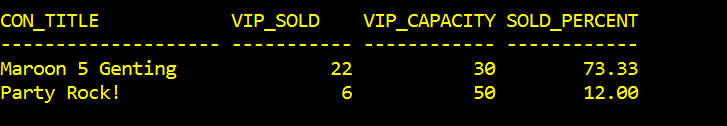 CON_TITLE            VIP_SOLD    VIP_CAPACITY SOLD_PERCENT
-------------------- ----------- ------------ ------------
Maroon 5 Genting              22           30        73.33
Party Rock!                    6           50        12.00